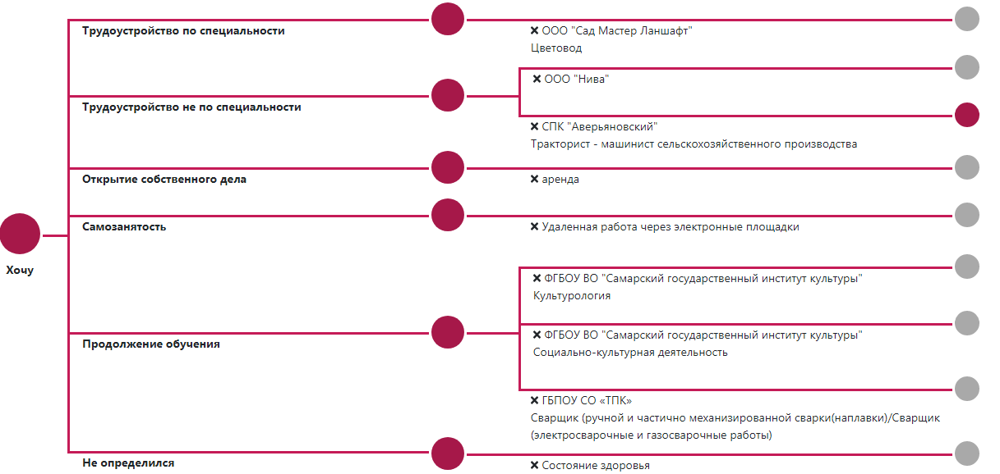 Хочу
Трудоустройство по специальности
ООО "Сад Мастер Ланшафт"
Цветовод
Трудоустройство не по специальности
ООО "Нива"
СПК "Аверьяновский"
Тракторист - машинист сельскохозяйственного производства
Открытие собственного дела
аренда
Самозанятость
Удаленная работа через электронные площадки
Продолжение обучения
ФГБОУ ВО "Самарский государственный институт культуры"
Культурология
ФГБОУ ВО "Самарский государственный институт культуры"
Социально-культурная деятельность
ГБПОУ СО «ТПК»
Сварщик (ручной и частично механизированной сварки(наплавки)/Сварщик
(электросварочные и газосварочные работы)
Не определился
Состояние здоровья